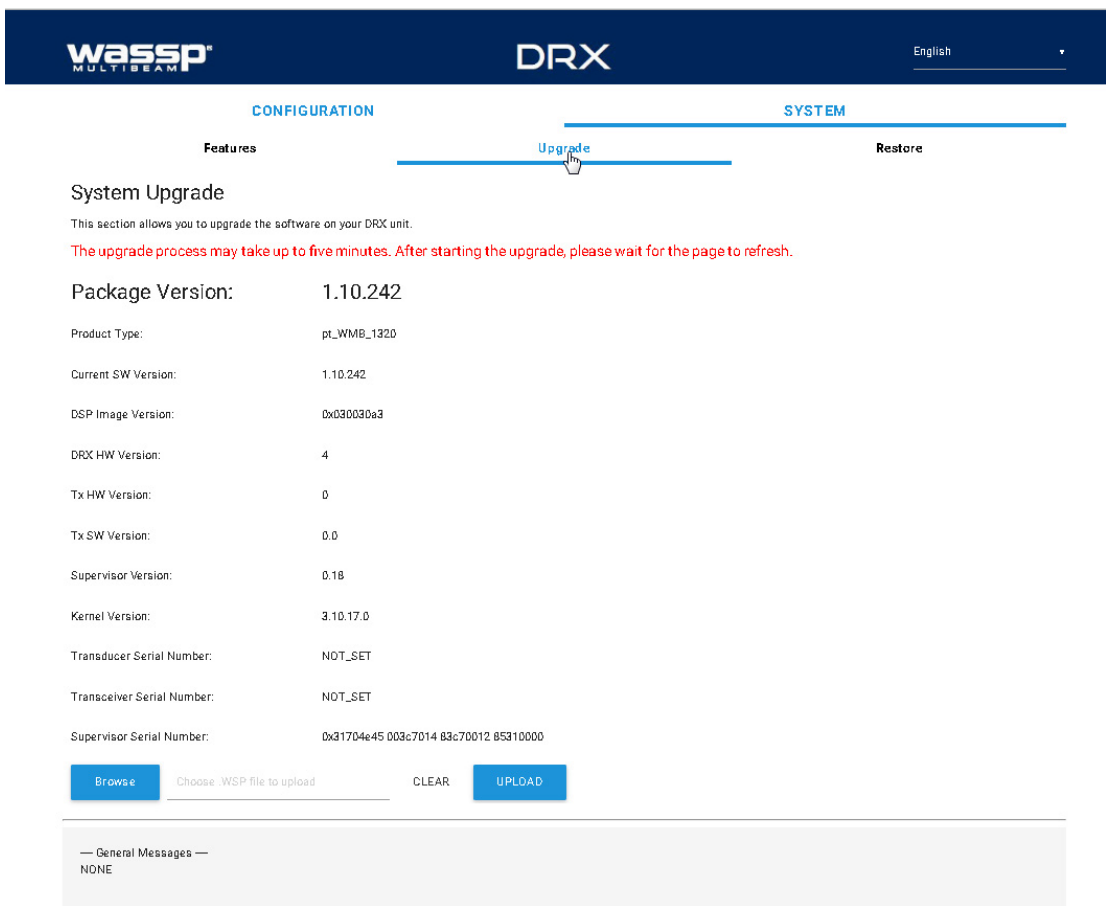 wassp®
MULTIBEAM
DRX
English
CONFIGURATION SYSTEM
Features Upgrade Restore
System Upgrade
This section allows you to upgrade the software on your DRX unit.
The upgrade process may take up to five minutes. After starting the upgrade, please wait for the page to refresh.
Package Version: 1.10.242
Product Type: pt_WMB_1320
Current SW Version: 1.10.242
DSP Image Version: 0x030030a3
DRX HW Version: 4
Tx HW Version: 0
Tx SW Version: 0.0
Supervisor Version: 0.18
Kernel Version: 3.10.17.0
Transducer Serial Number: NOT_SET
Transceiver Serial Number: NOT_SET
Supervisor Serial Number: 0x31704e45 003c7014 83c70012 85310000
Browse Choose .WSP file to upload CLEAR UPLOAD
— General Messages —
NONE